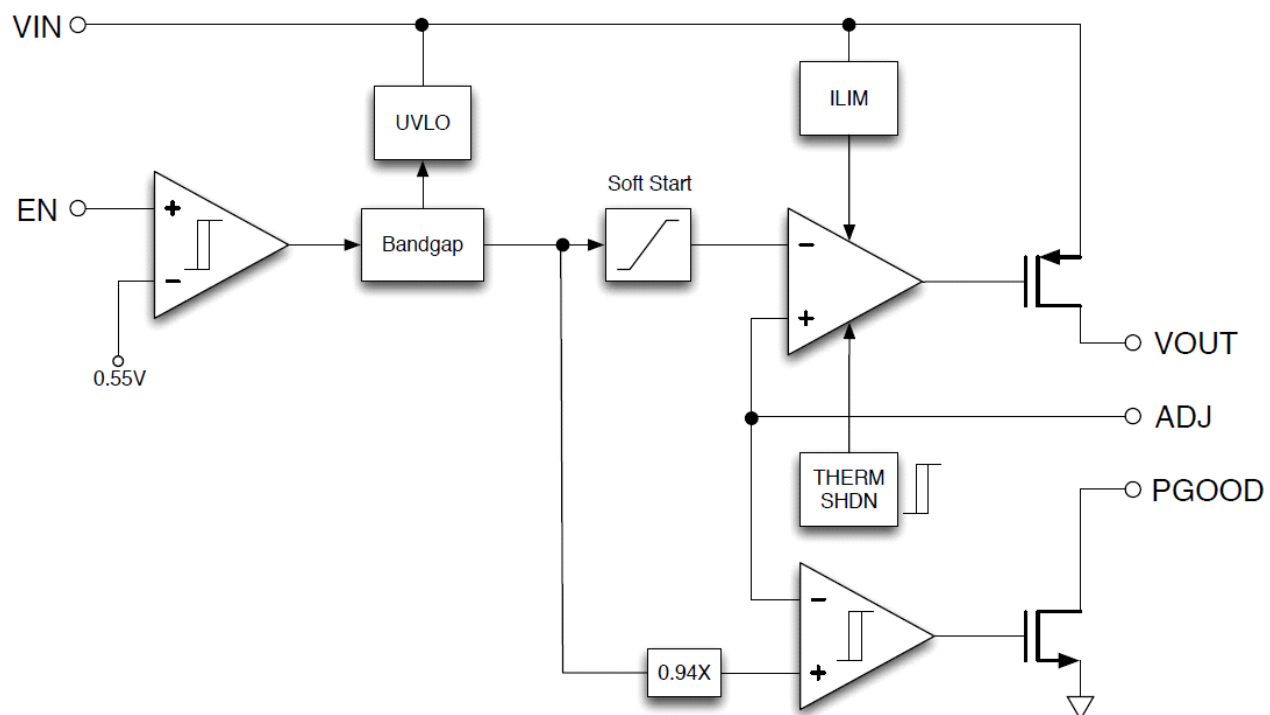 VIN
ILIM
UVLO
Soft Start
EN
+
Bandgap
−
−
+
0.55V
VOUT
ADJ
THERM
SHDN
PGOOD
−
0.94X
+